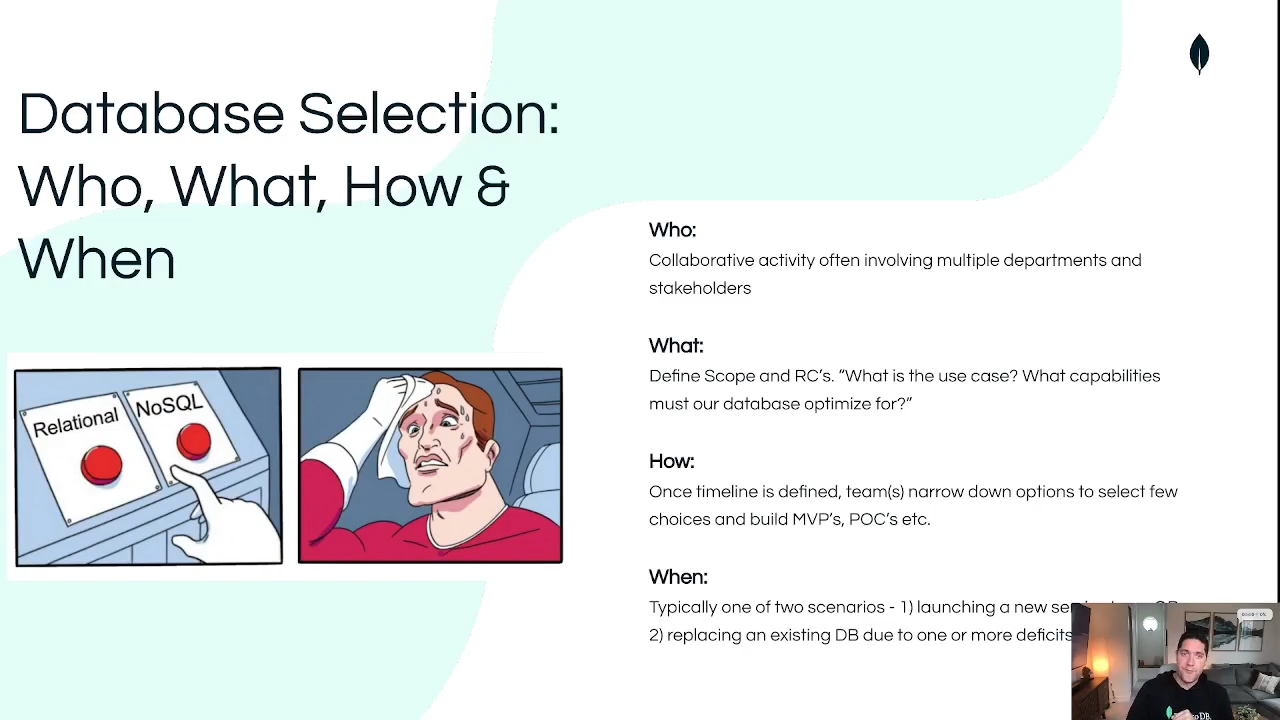 Database Selection:
Who, What, How &
When
Relational
NoSQL
Who:
Collaborative activity often involving multiple departments and
stakeholders
What:
Define Scope and RC's. “What is the use case? What capabilities
must our database optimize for?”
How:
Once timeline is defined, team(s) narrow down options to select few
choices and build MVP's, POC's etc.
When:
Typically one of two scenarios - 1) launching a new
2) replacing an existing DB due to one or more deficits